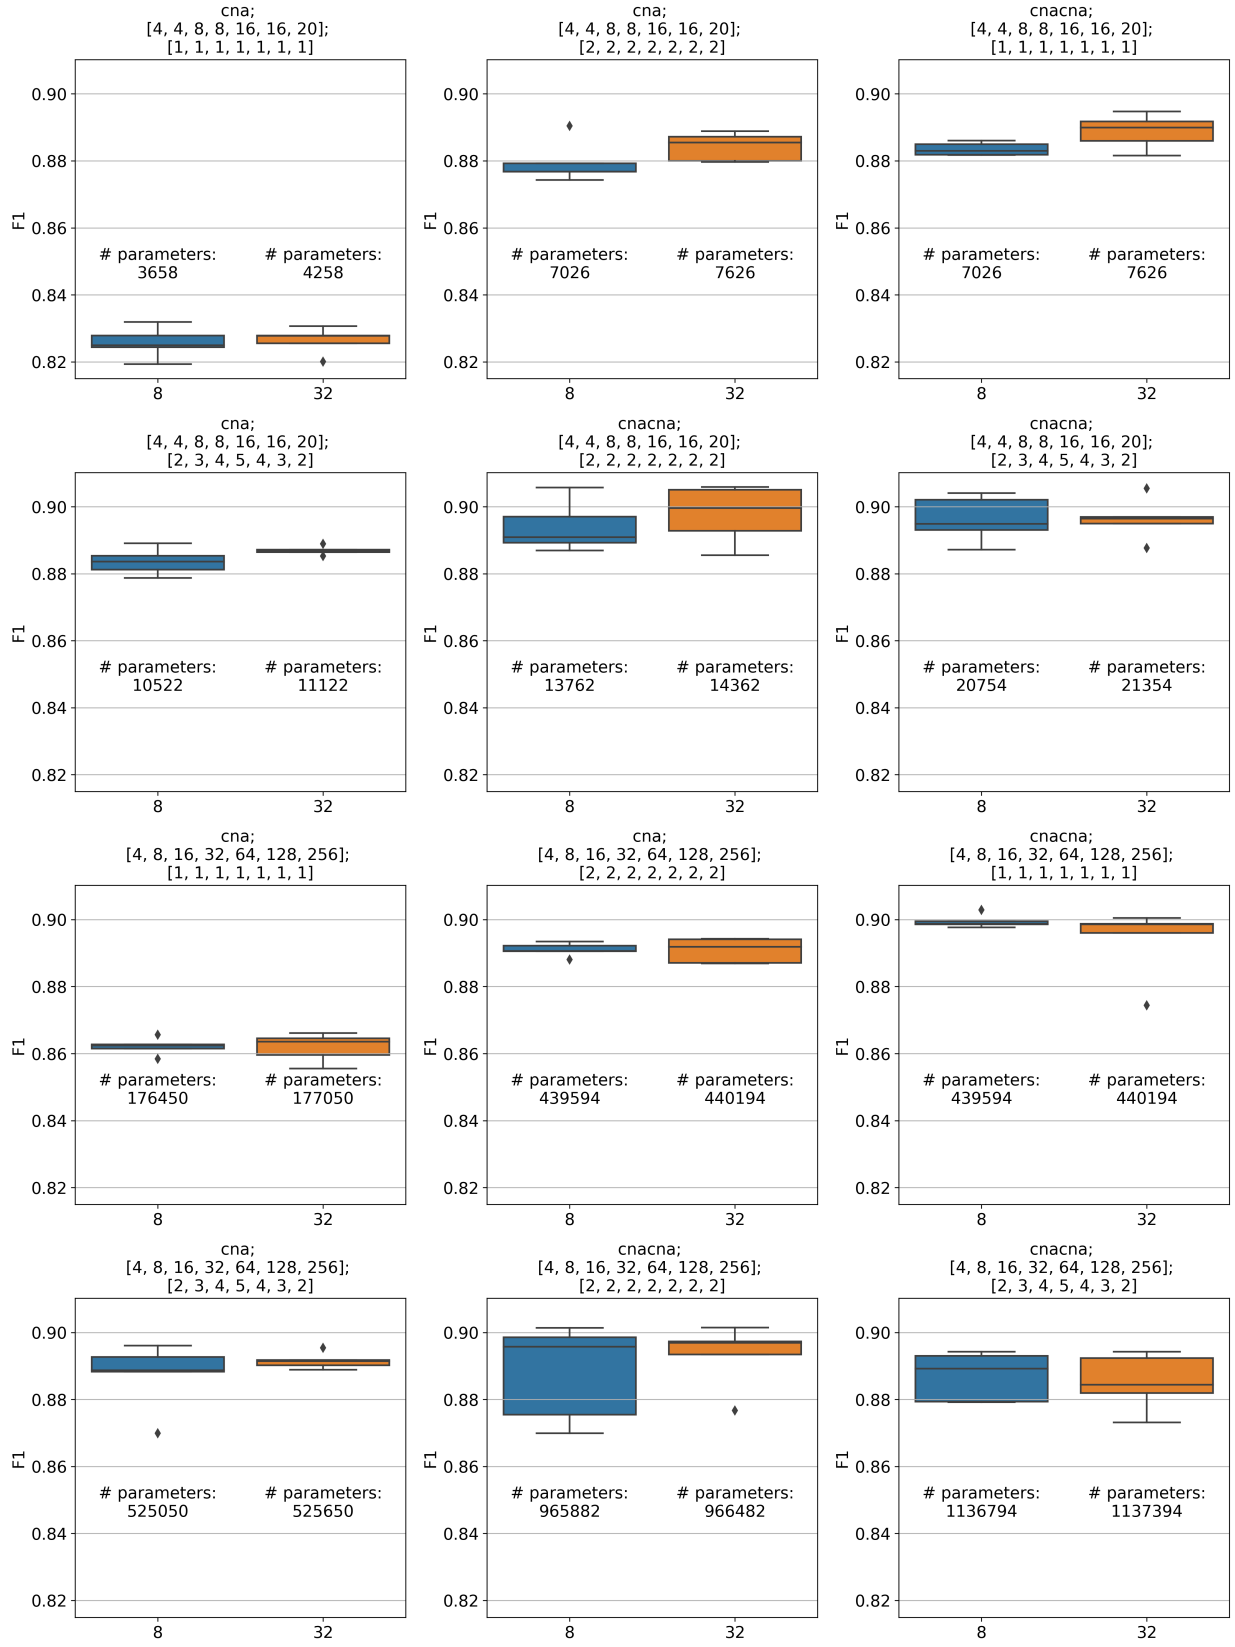 cna;
[4, 4, 8, 8, 16, 16, 20];
[1, 1, 1, 1, 1, 1, 1]
0.90
0.88
0.86
0.84
0.82
F1
# parameters:
3658
# parameters:
4258
8
32
cna;
[4, 4, 8, 8, 16, 16, 20];
[2, 2, 2, 2, 2, 2, 2]
0.90
0.88
0.86
0.84
0.82
F1
# parameters:
7026
# parameters:
7626
8
32
cnacna;
[4, 4, 8, 8, 16, 16, 20];
[1, 1, 1, 1, 1, 1, 1]
0.90
0.88
0.86
0.84
0.82
F1
# parameters:
7026
# parameters:
7626
8
32
cna;
[4, 4, 8, 8, 16, 16, 20];
[2, 3, 4, 5, 4, 3, 2]
0.90
0.88
0.86
0.84
0.82
F1
# parameters:
10522
# parameters:
11122
8
32
cnacna;
[4, 4, 8, 8, 16, 16, 20];
[2, 2, 2, 2, 2, 2, 2]
0.90
0.88
0.86
0.84
0.82
F1
# parameters:
13762
# parameters:
14362
8
32
cnacna;
[4, 4, 8, 8, 16, 16, 20];
[2, 3, 4, 5, 4, 3, 2]
0.90
0.88
0.86
0.84
0.82
F1
# parameters:
20754
# parameters:
21354
8
32
cna;
[4, 8, 16, 32, 64, 128, 256];
[1, 1, 1, 1, 1, 1, 1]
0.90
0.88
0.86
0.84
0.82
F1
# parameters:
176450
# parameters:
177050
8
32
cna;
[4, 8, 16, 32, 64, 128, 256];
[2, 2, 2, 2, 2, 2, 2]
0.90
0.88
0.86
0.84
0.82
F1
# parameters:
439594
# parameters:
440194
8
32
cnacna;
[4, 8, 16, 32, 64, 128, 256];
[1, 1, 1, 1, 1, 1, 1]
0.90
0.88
0.86
0.84
0.82
F1
# parameters:
439594
# parameters:
440194
8
32
cna;
[4, 8, 16, 32, 64, 128, 256];
[2, 3, 4, 5, 4, 3, 2]
0.90
0.88
0.86
0.84
0.82
F1
# parameters:
525050
# parameters:
525650
8
32
cnacna;
[4, 8, 16, 32, 64, 128, 256];
[2, 2, 2, 2, 2, 2, 2]
0.90
0.88
0.86
0.84
0.82
F1
# parameters:
965882
# parameters:
966482
8
32
cnacna;
[4, 8, 16, 32, 64, 128, 256];
[2, 3, 4, 5, 4, 3, 2]
0.90
0.88
0.86
0.84
0.82
F1
# parameters:
1136794
# parameters:
1137394
8
32